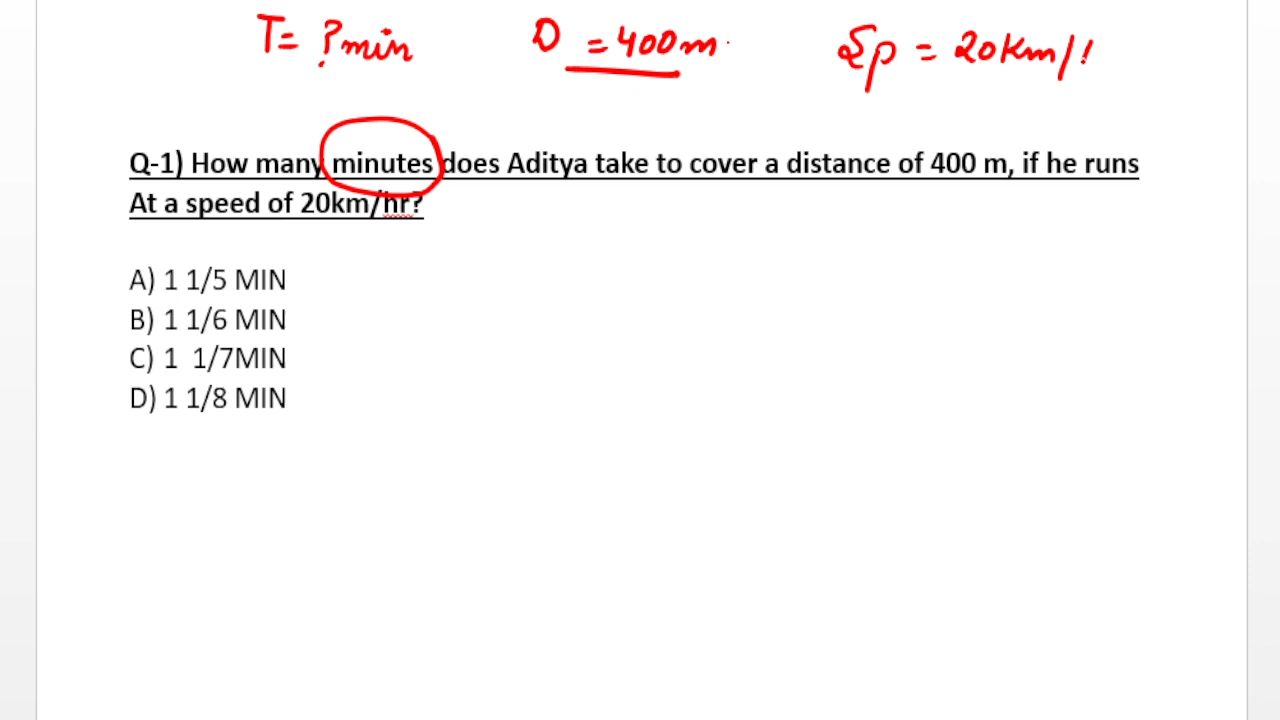 T= ?min D = 400m Sp = 20km/
Q-1) How many minutes does Aditya take to cover a distance of 400 m, if he runs
At a speed of 20km/hr?
A) 1 1/5 MIN
B) 1 1/6 MIN
C) 1 1/7MIN
D) 1 1/8 MIN